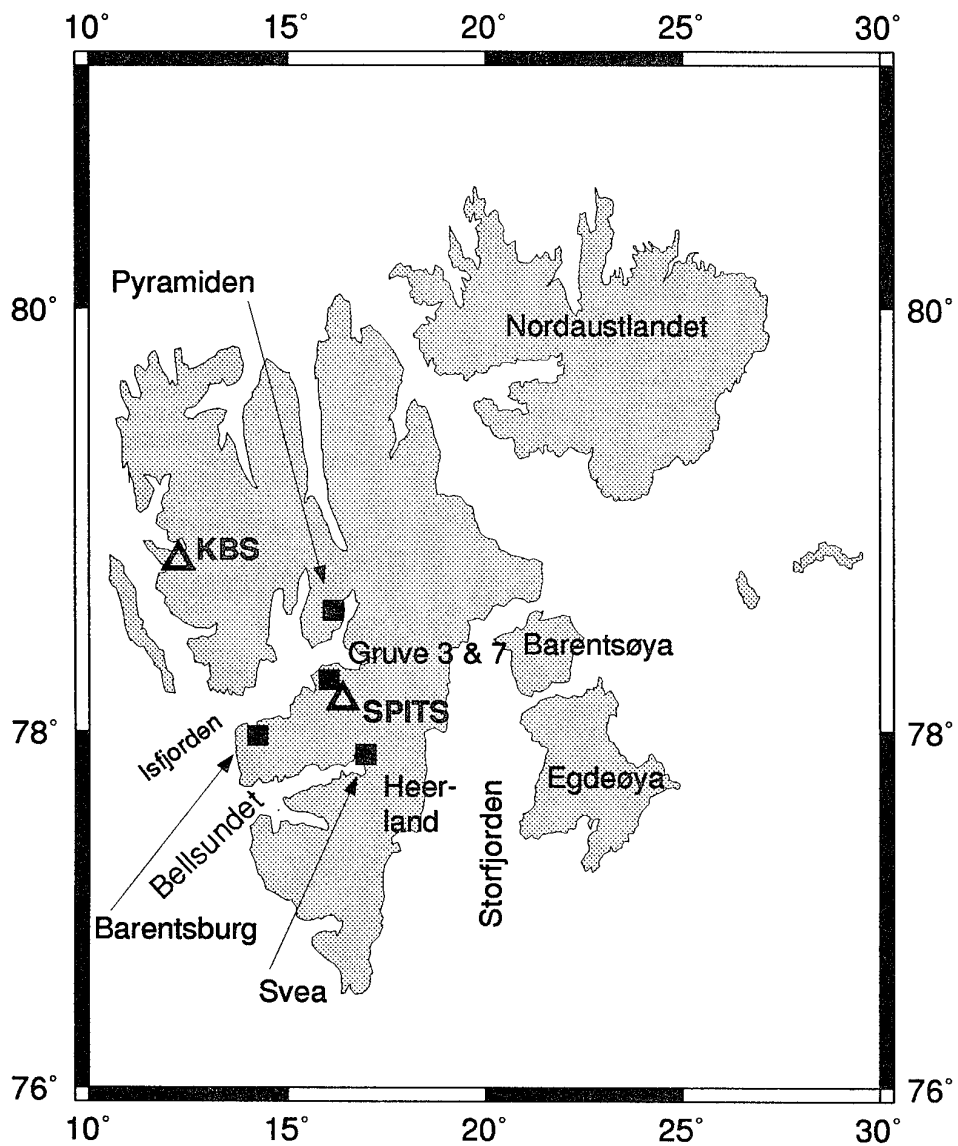 10° 15° 20° 25° 30°
Pyramiden
80° 80°
Nordaustlandet
KBS
Gruve 3 & 7
Barentsøya
SPITS
Isfjorden
78° 78°
Heer-
land
Egdeøya
Bellsundet
Storfjorden
Barentsburg
Svea
76° 76°
10° 15° 20° 25° 30°